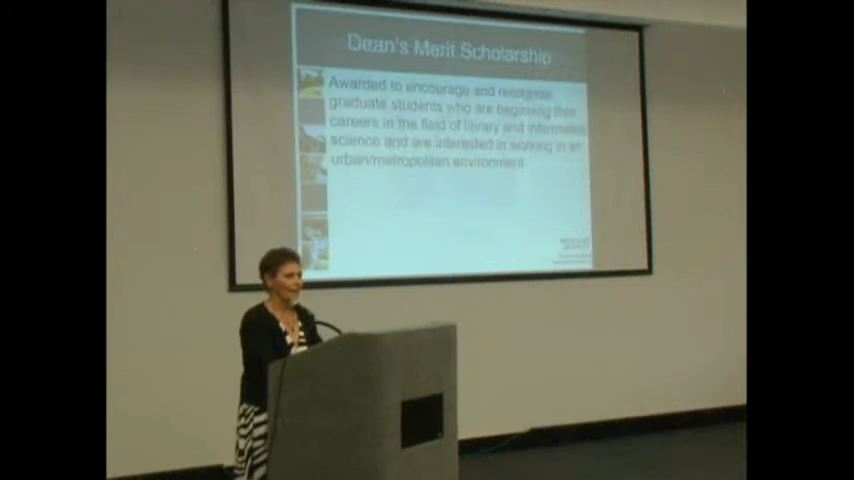 Dean's Merit Scholarship
Awarded to encourage and recognize
graduate students who are beginning their
careers in the field of library and information
science and are interested in working in an
urban/metropolitan environment